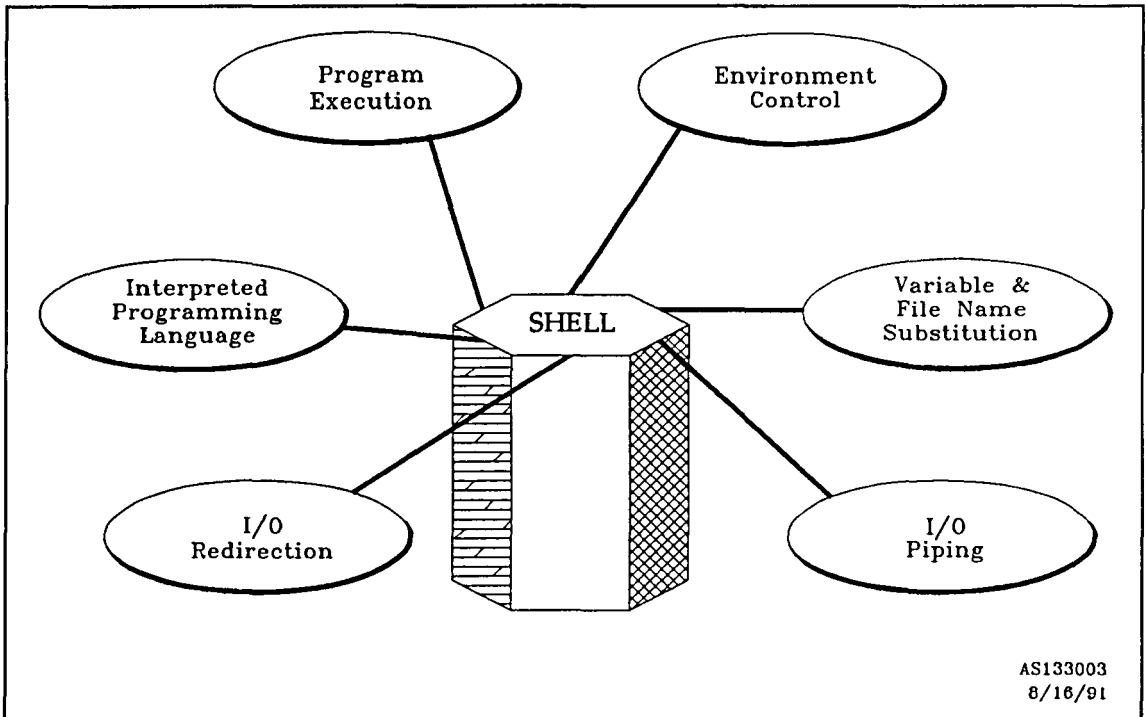 Program
Execution
Environment
Control
Interpreted
Programming
Language
SHELL
Variable &
File Name
Substitution
I/O
Redirection
I/O
Piping
AS133003
8/16/91